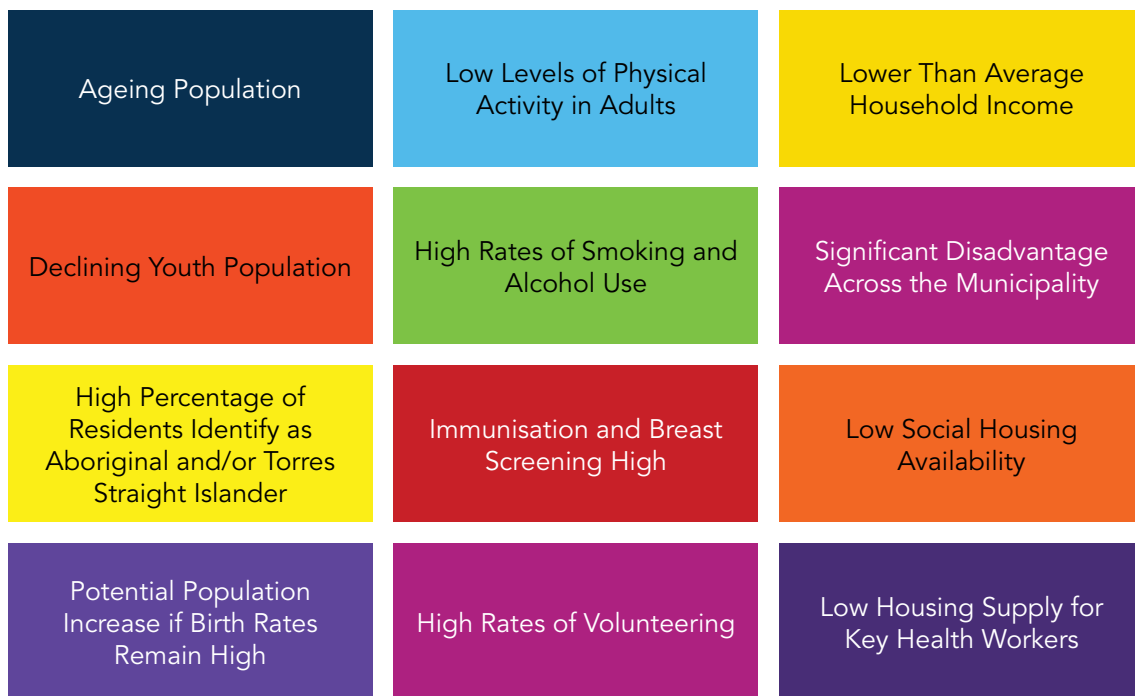 Ageing Population
Low Levels of Physical
Activity in Adults
Lower Than Average
Household Income
Declining Youth Population
High Rates of Smoking and
Alcohol Use
Significant Disadvantage
Across the Municipality
High Percentage of
Residents Identify as
Aboriginal and/or Torres
Straight Islander
Immunisation and Breast
Screening High
Low Social Housing
Availability
Potential Population
Increase if Birth Rates
Remain High
High Rates of Volunteering
Low Housing Supply for
Key Health Workers